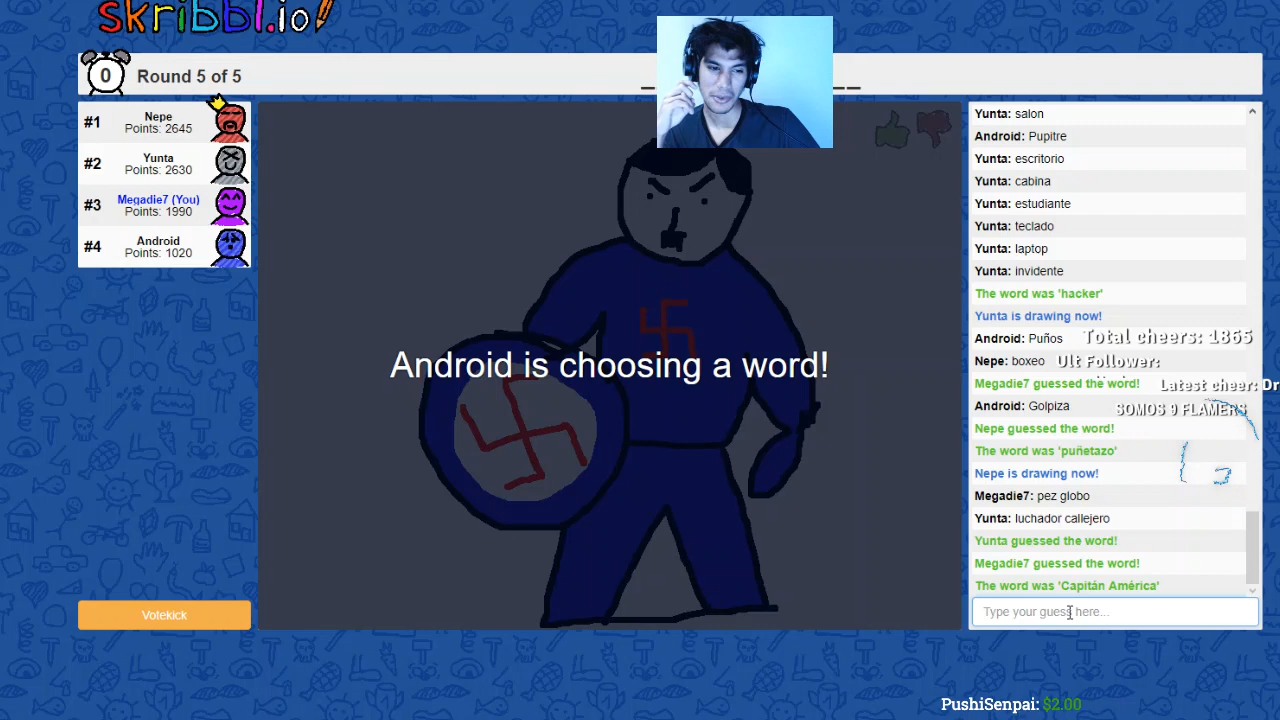 skribbl.io!
0
Round 5 of 5
#1
Nepe
Points: 2645
#2
Yunta
Points: 2630
#3
Megadie7 (You)
Points: 1990
#4
Android
Points: 1020
Votekick
Android is choosing a word!
Yunta: salon
Android: Pupitre
Yunta: escritorio
Yunta: cabina
Yunta: estudiante
Yunta: teclado
Yunta: laptop
Yunta: invidente
The word was 'hacker'
Yunta is drawing now!
Android: Puños
Total cheers: 1865
Nepe: boxeo
Ult Follower:
Megadie7 guessed the word!
Latest cheer: Dr
Android: Golpiza
SOMOS 9 FLAMERS
Nepe guessed the word!
The word was 'puñetazo'
Nepe is drawing now!
Megadie7: pez globo
Yunta: luchador callejero
Yunta guessed the word!
Megadie7 guessed the word!
The word was 'Capitán América'
Type your guess here...
PushiSenpai: $2.00